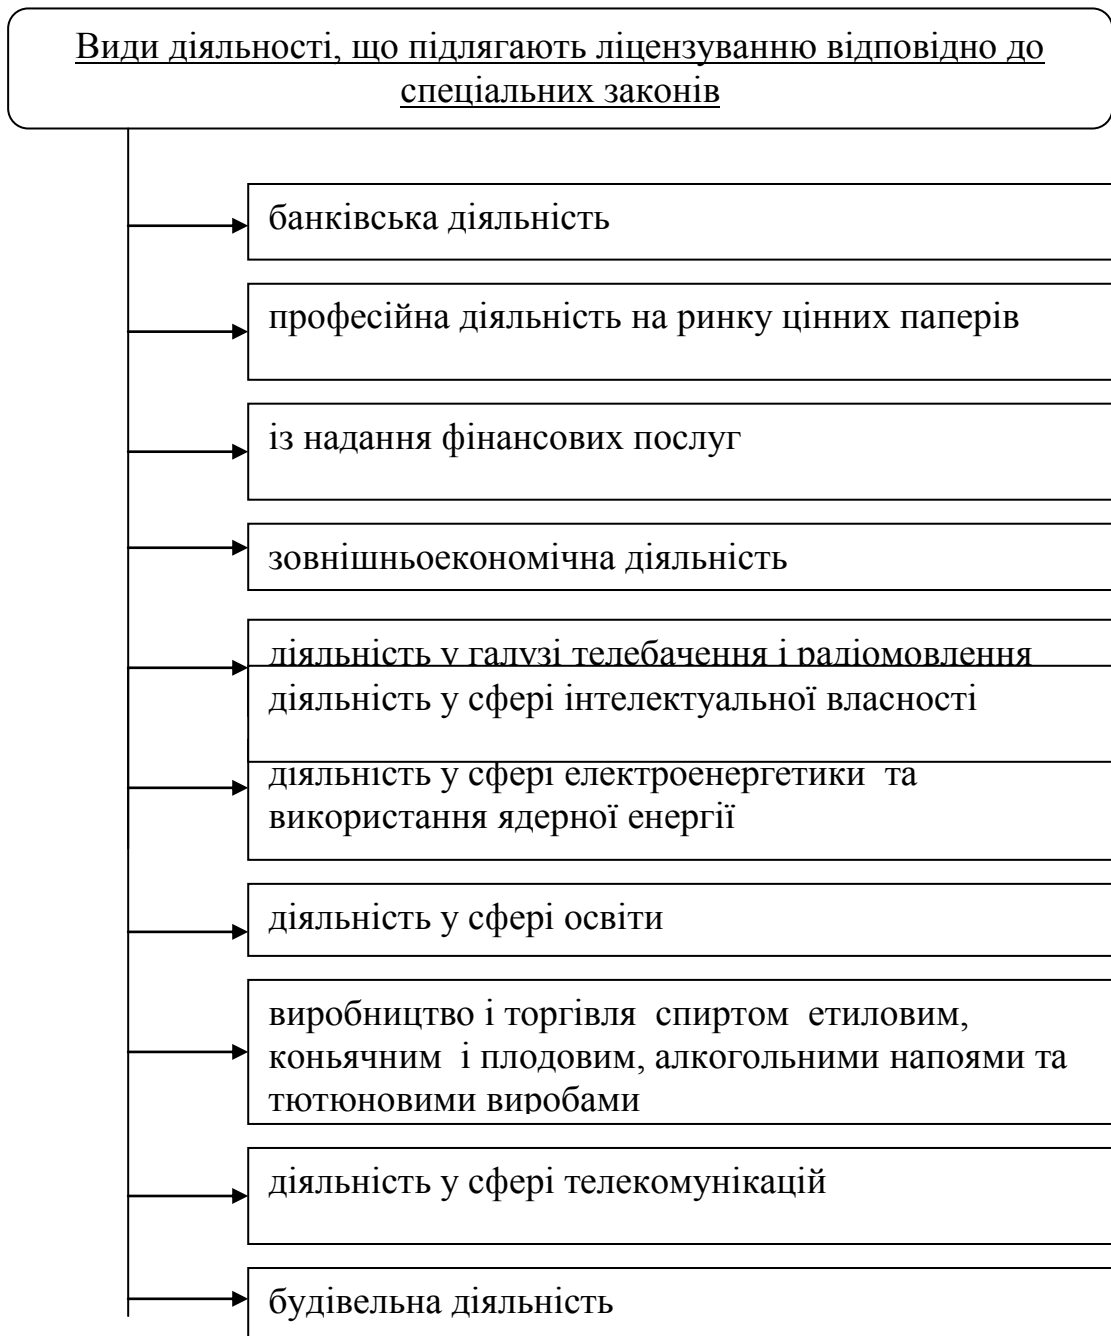 Види діяльності, що підлягають ліцензуванню відповідно до
спеціальних законів
банківська діяльність
професійна діяльність на ринку цінних паперів
із надання фінансових послуг
зовнішньоекономічна діяльність
діяльність у галузі телебачення і радіомовлення
діяльність у сфері інтелектуальної власності
діяльність у сфері електроенергетики та
використання ядерної енергії
діяльність у сфері освіти
виробництво і торгівля спиртом етиловим,
коньячним і плодовим, алкогольними напоями та
тютюновими виробами
діяльність у сфері телекомунікацій
будівельна діяльність